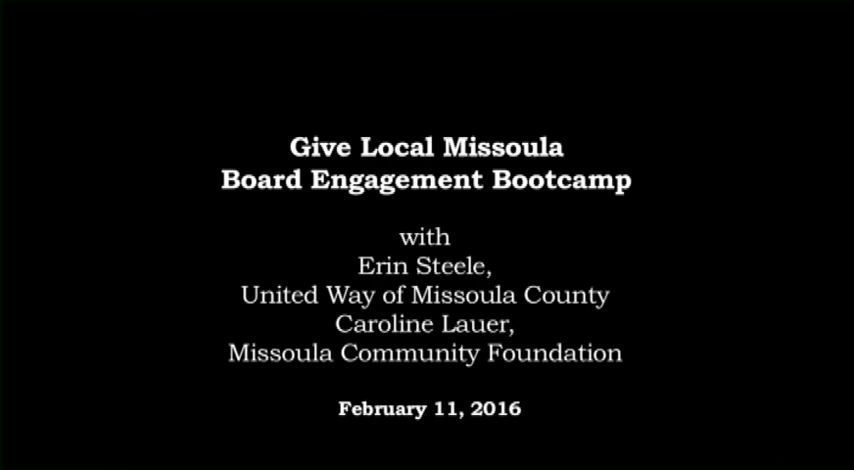 Give Local Missoula
Board Engagement Bootcamp
with
Erin Steele,
United Way of Missoula County
Caroline Lauer,
Missoula Community Foundation
February 11, 2016